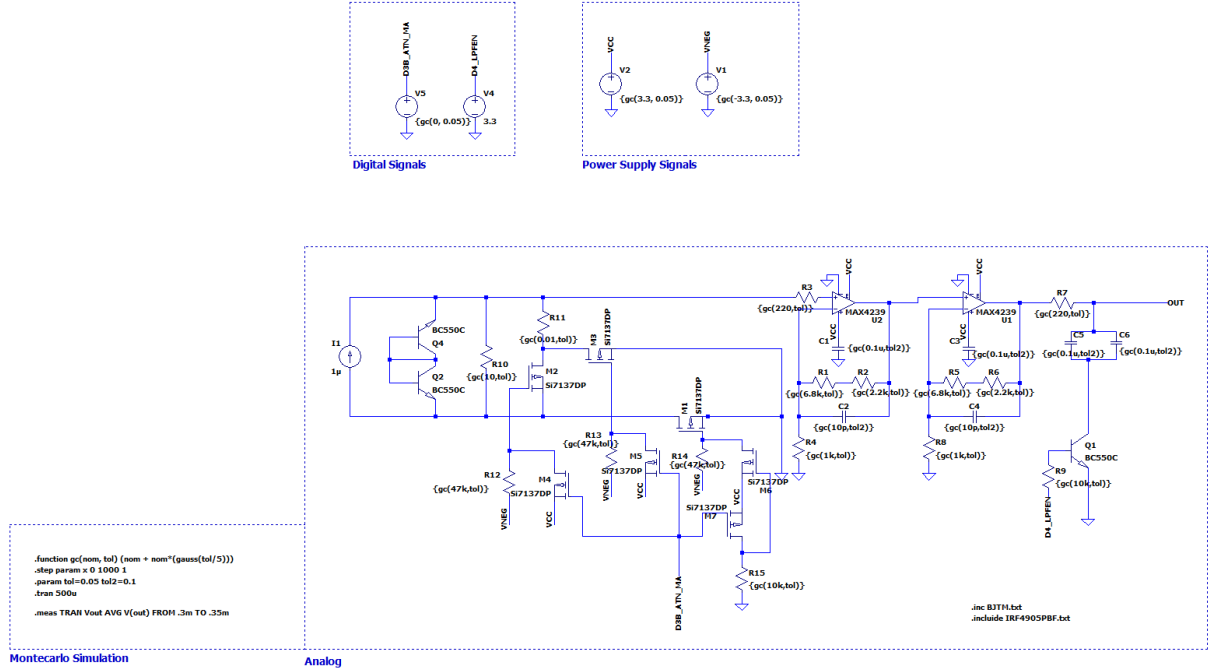 D3B_ATN_MA
V5
{gc(0, 0.05)}
D4_LPFEN
V4
3.3
Digital Signals
VCC
V2
{gc(3.3, 0.05)}
VNEG
V1
{gc(-3.3, 0.05)}
Power Supply Signals
I1
1µ
BC550C
Q4
Q2
BC550C
R10
{gc(10,tol)}
R11
{gc(0.01,tol)}
M2
Si7137DP
M3
Si7137DP
M1
Si7137DP
R12
{gc(47k,tol)}
VNEG
M4
Si7137DP
VCC
R13
{gc(47k,tol)}
VNEG
M5
Si7137DP
VCC
R14
{gc(47k,tol)}
VNEG
VCC
Si7137DP
M6
Si7137DP
M7
R15
{gc(10k,tol)}
D3B_ATN_MA
R3
{gc(220,tol)}
VCC
MAX4239
U2
VCC
C1
{gc(0.1u,tol2)}
R1
{gc(6.8k,tol)}
R2
{gc(2.2k,tol)}
C2
{gc(10p,tol2)}
R4
{gc(1k,tol)}
VCC
MAX4239
U1
VCC
C3
{gc(0.1u,tol2)}
R5
{gc(6.8k,tol)}
R6
{gc(2.2k,tol)}
C4
{gc(10p,tol2)}
R8
{gc(1k,tol)}
R7
{gc(220,tol)}
OUT
C5
{gc(0.1u,tol2)}
C6
{gc(0.1u,tol2)}
Q1
BC550C
R9
{gc(10k,tol)}
D4_LPFEN
.function gc(nom, tol) (nom + nom*(gauss(tol/5)))
.step param x 0 1000 1
.param tol=0.05 tol2=0.1
.tran 500u
.meas TRAN Vout AVG V(out) FROM .3m TO .35m
Montecarlo Simulation
.inc BJTM.txt
.incluide IRF4905PBF.txt
Analog